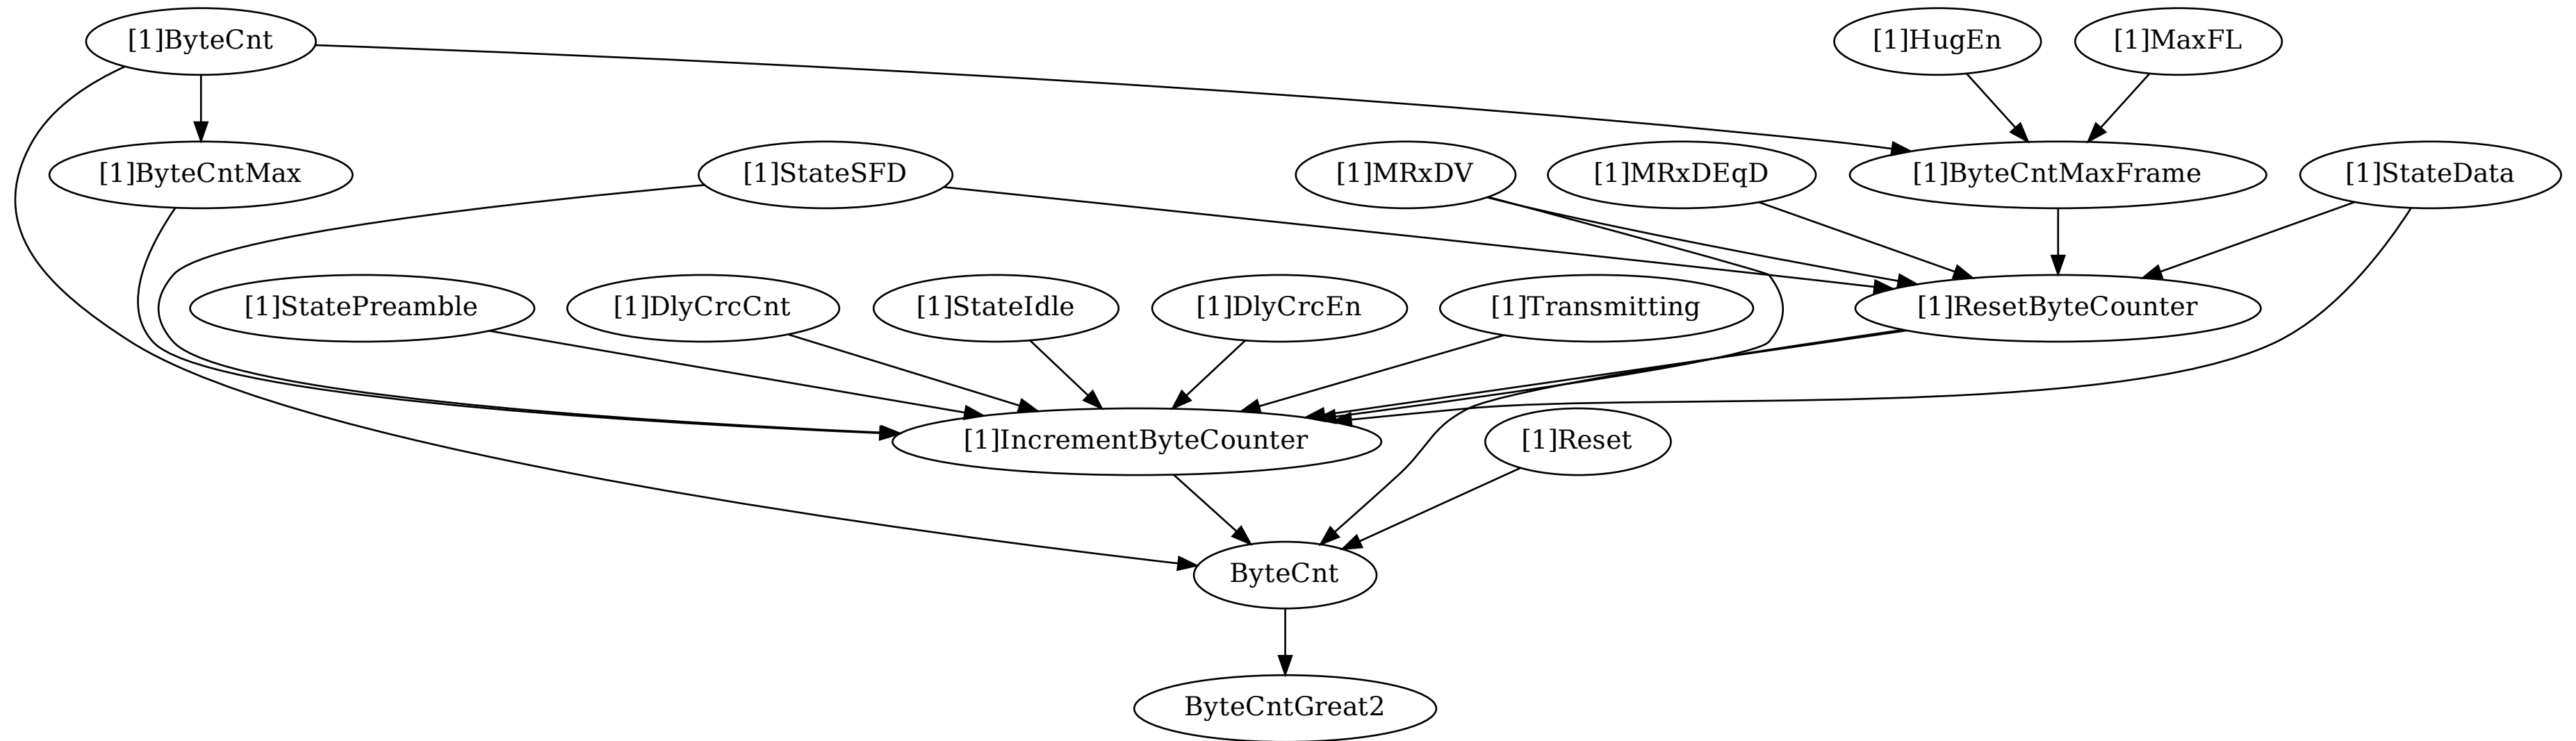 [1]ByteCnt
[1]HugEn
[1]MaxFL
[1]ByteCntMax
[1]StateSFD
[1]MRxDV
[1]MRxDEqD
[1]ByteCntMaxFrame
[1]StateData
[1]StatePreamble
[1]DlyCrcCnt
[1]StateIdle
[1]DlyCrcEn
[1]Transmitting
[1]ResetByteCounter
[1]IncrementByteCounter
[1]Reset
ByteCnt
ByteCntGreat2